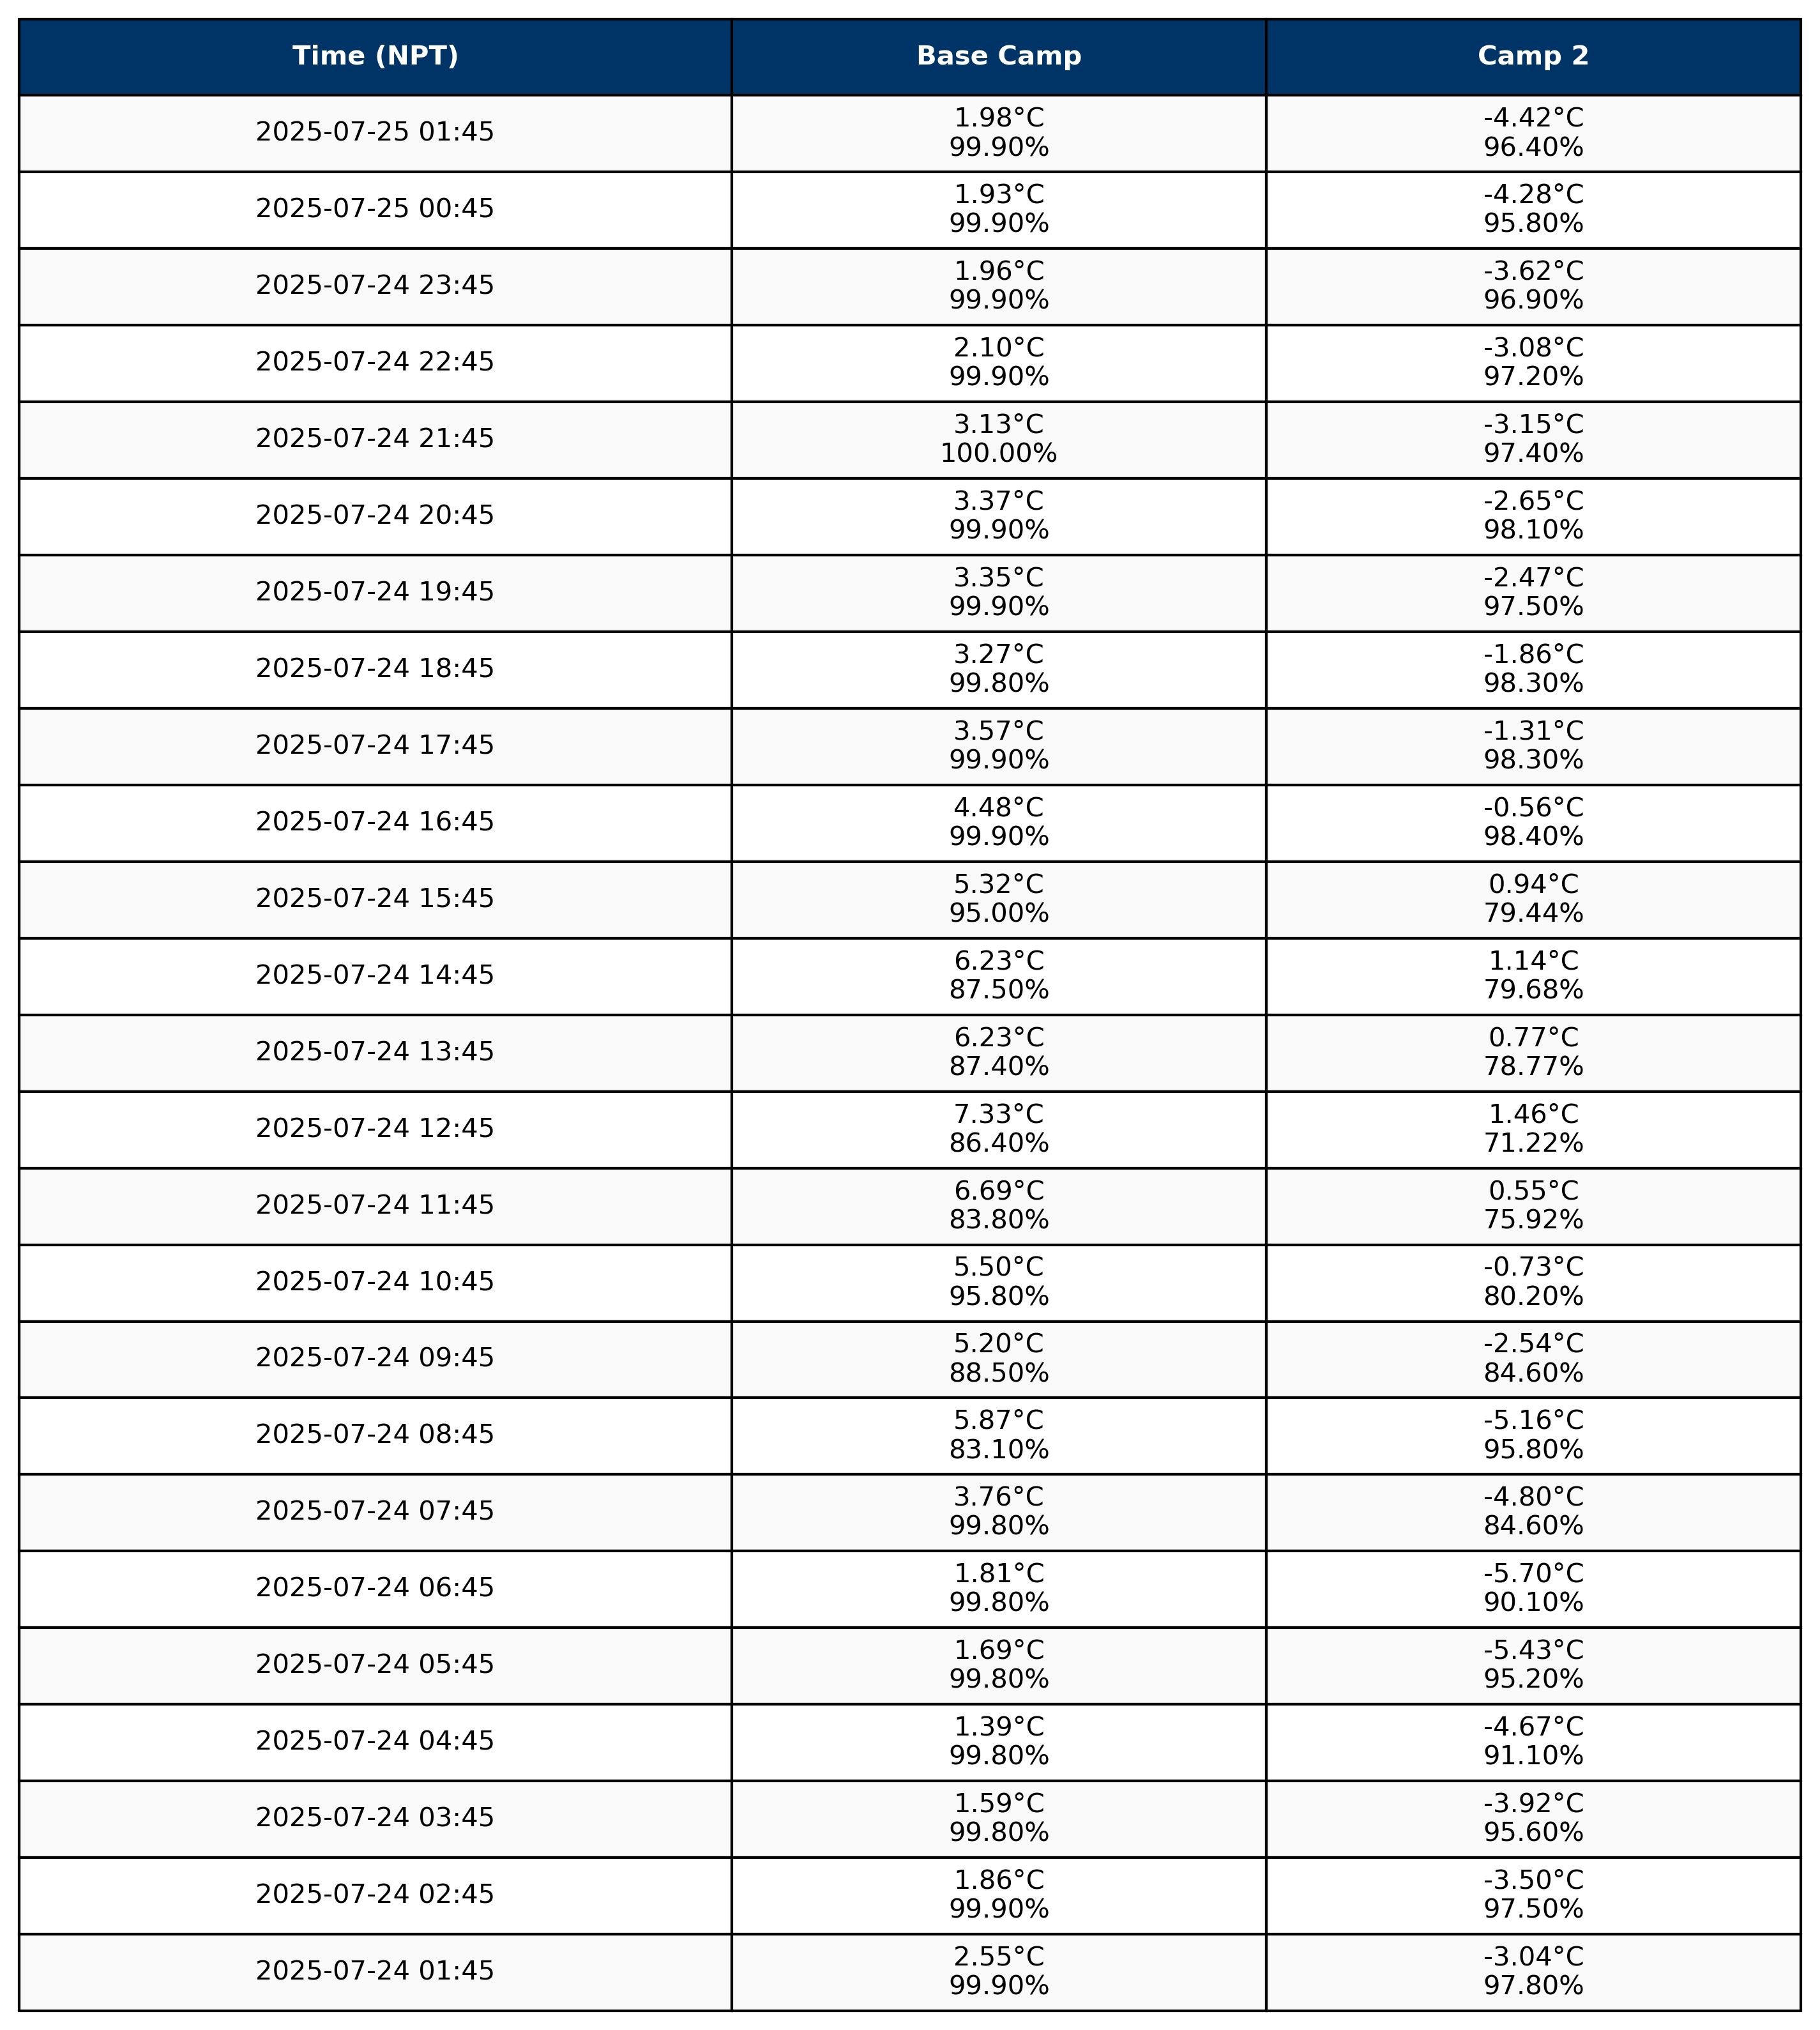 Time (NPT) Base Camp Camp 2
2025-07-25 01:45 1.98°C -4.42°C
99.90% 96.40%
2025-07-25 00:45 1.93°C -4.28°C
99.90% 95.80%
2025-07-24 23:45 1.96°C -3.62°C
99.90% 96.90%
2025-07-24 22:45 2.10°C -3.08°C
99.90% 97.20%
2025-07-24 21:45 3.13°C -3.15°C
100.00% 97.40%
2025-07-24 20:45 3.37°C -2.65°C
99.90% 98.10%
2025-07-24 19:45 3.35°C -2.47°C
99.90% 97.50%
2025-07-24 18:45 3.27°C -1.86°C
99.80% 98.30%
2025-07-24 17:45 3.57°C -1.31°C
99.90% 98.30%
2025-07-24 16:45 4.48°C -0.56°C
99.90% 98.40%
2025-07-24 15:45 5.32°C 0.94°C
95.00% 79.44%
2025-07-24 14:45 6.23°C 1.14°C
87.50% 79.68%
2025-07-24 13:45 6.23°C 0.77°C
87.40% 78.77%
2025-07-24 12:45 7.33°C 1.46°C
86.40% 71.22%
2025-07-24 11:45 6.69°C 0.55°C
83.80% 75.92%
2025-07-24 10:45 5.50°C -0.73°C
95.80% 80.20%
2025-07-24 09:45 5.20°C -2.54°C
88.50% 84.60%
2025-07-24 08:45 5.87°C -5.16°C
83.10% 95.80%
2025-07-24 07:45 3.76°C -4.80°C
99.80% 84.60%
2025-07-24 06:45 1.81°C -5.70°C
99.80% 90.10%
2025-07-24 05:45 1.69°C -5.43°C
99.80% 95.20%
2025-07-24 04:45 1.39°C -4.67°C
99.80% 91.10%
2025-07-24 03:45 1.59°C -3.92°C
99.80% 95.60%
2025-07-24 02:45 1.86°C -3.50°C
99.90% 97.50%
2025-07-24 01:45 2.55°C -3.04°C
99.90% 97.80%